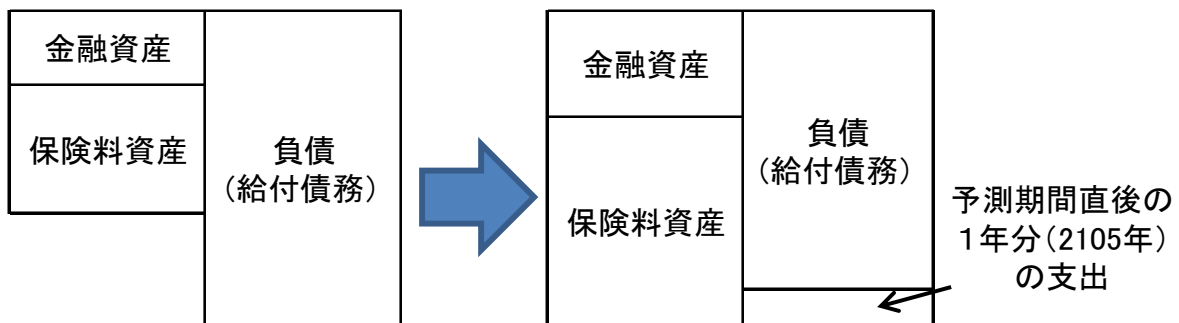 金融資産
保険料資産
負債
(給付債務)
金融資産
保険料資産
負債
(給付債務)
予測期間直後の
1年分(2105年)
の支出